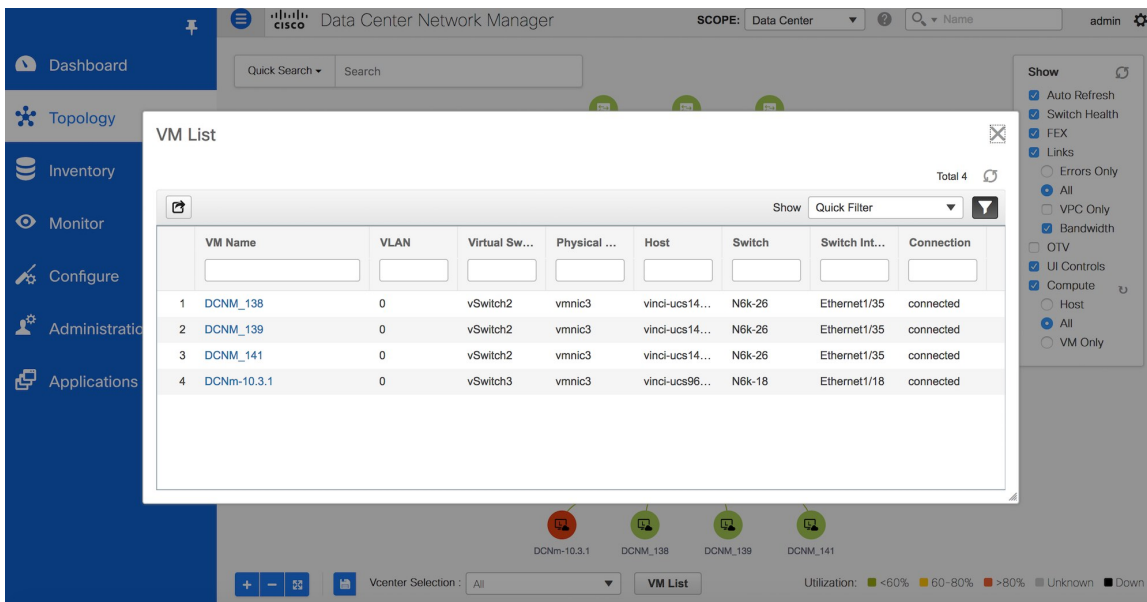 CISCO Data Center Network Manager
SCOPE: Data Center
Name
admin
Dashboard
Topology
Inventory
Monitor
Configure
Administratio
Applications
Quick Search
Search
VM List
Total 4
Show Quick Filter
VM Name VLAN Virtual Sw... Physical ... Host Switch Switch Int... Connection
1 DCNM_138 0 vSwitch2 vmnic3 vinci-ucs14... N6k-26 Ethernet1/35 connected
2 DCNM_139 0 vSwitch2 vmnic3 vinci-ucs14... N6k-26 Ethernet1/35 connected
3 DCNM_141 0 vSwitch2 vmnic3 vinci-ucs14... N6k-26 Ethernet1/35 connected
4 DCNm-10.3.1 0 vSwitch3 vmnic3 vinci-ucs96... N6k-18 Ethernet1/18 connected
Show
Auto Refresh
Switch Health
FEX
Links
Errors Only
All
VPC Only
Bandwidth
OTV
UI Controls
Compute
Host
All
VM Only
DCNm-10.3.1 DCNM_138 DCNM_139 DCNM_141
Vcenter Selection : All
VM List
Utilization: <60% 60-80% >80% Unknown Down